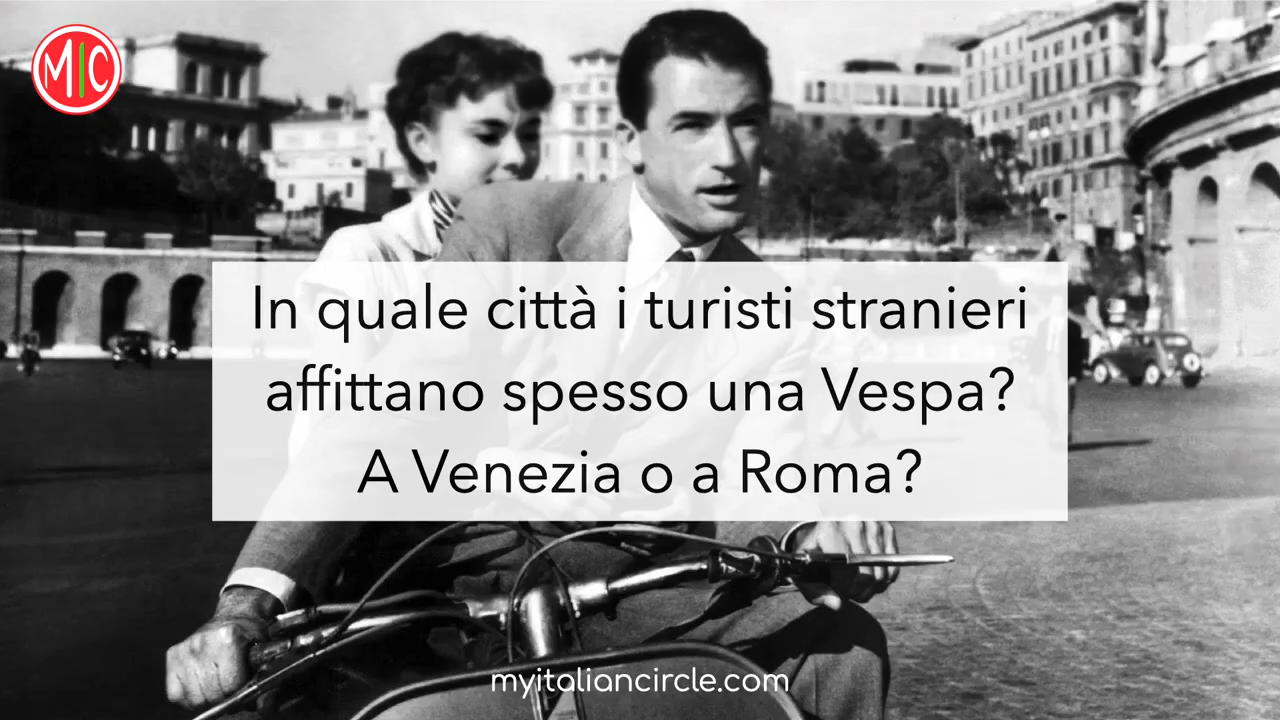 MIC
In quale città i turisti stranieri
affittano spesso una Vespa?
A Venezia o a Roma?
myitaliancircle.com